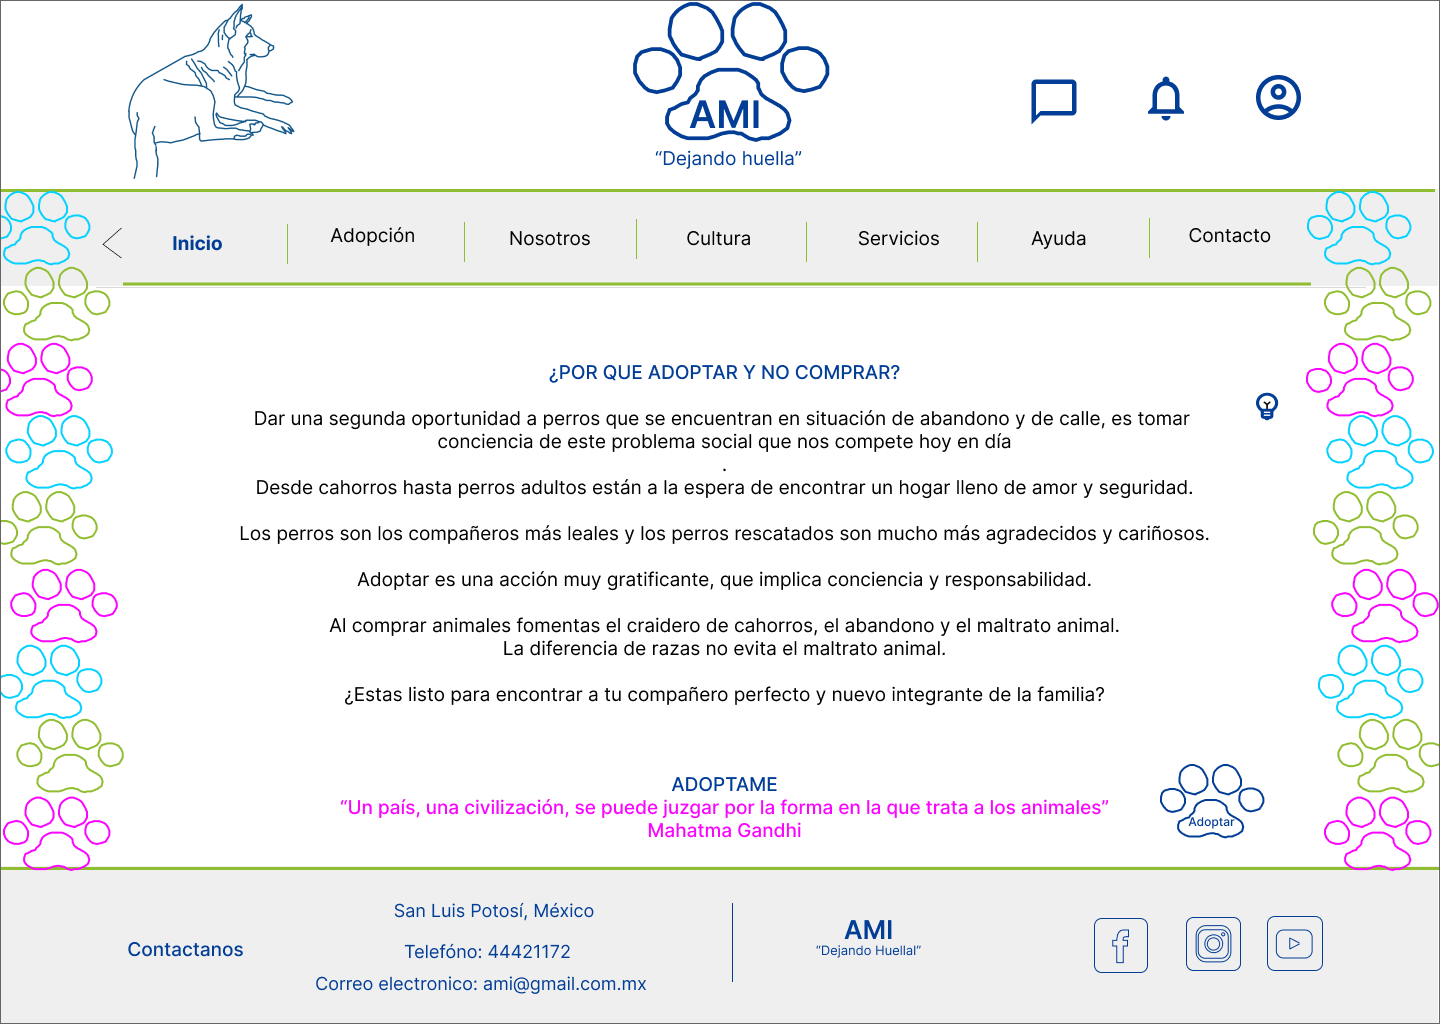 AMI
“Dejando huella”
Inicio
Adopción
Nosotros
Cultura
Servicios
Ayuda
Contacto
¿POR QUE ADOPTAR Y NO COMPRAR?
Dar una segunda oportunidad a perros que se encuentran en situación de abandono y de calle, es tomar
conciencia de este problema social que nos compete hoy en día
.
Desde cahorros hasta perros adultos están a la espera de encontrar un hogar lleno de amor y seguridad.
Los perros son los compañeros más leales y los perros rescatados son mucho más agradecidos y cariñosos.
Adoptar es una acción muy gratificante, que implica conciencia y responsabilidad.
Al comprar animales fomentas el craidero de cahorros, el abandono y el maltrato animal.
La diferencia de razas no evita el maltrato animal.
¿Estas listo para encontrar a tu compañero perfecto y nuevo integrante de la familia?
ADOPTAME
“Un país, una civilización, se puede juzgar por la forma en la que trata a los animales”
Mahatma Gandhi
Adoptar
Contactanos
San Luis Potosí, México
Telefóno: 44421172
Correo electronico: ami@gmail.com.mx
AMI
“Dejando Huellal”